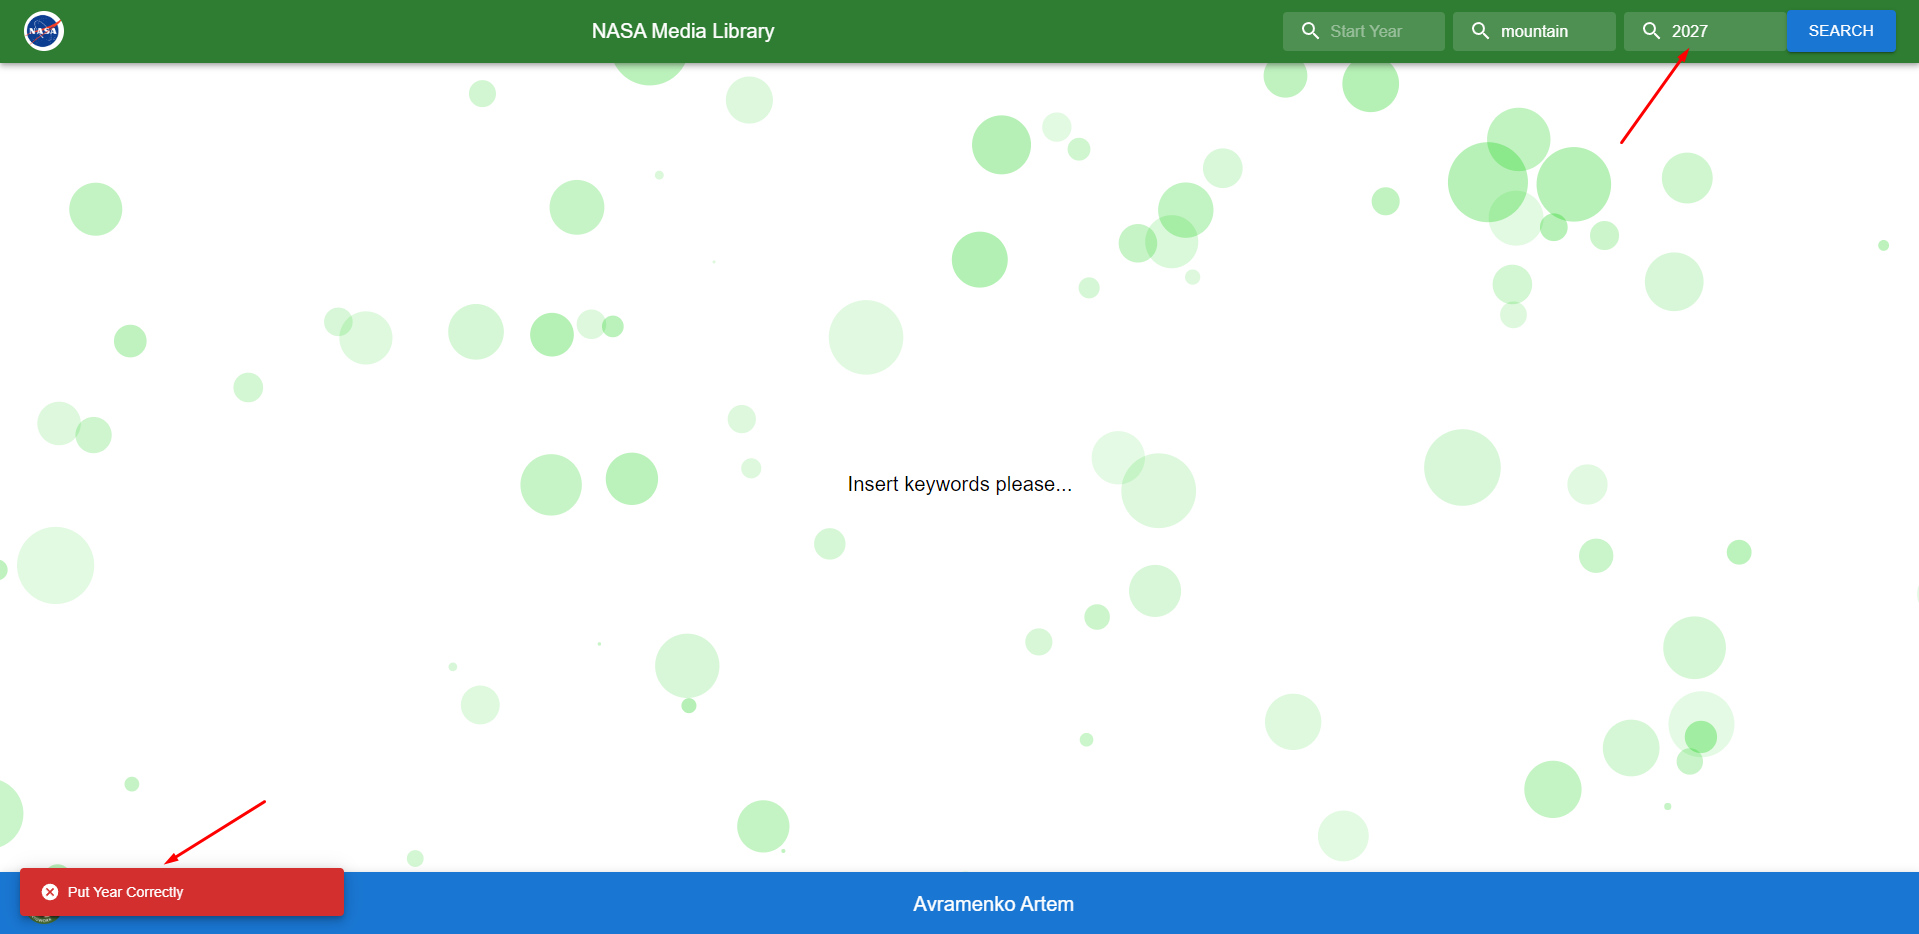 NASA
NASA Media Library
Start Year
mountain
2027
SEARCH
Insert keywords please...
Put Year Correctly
Avramenko Artem